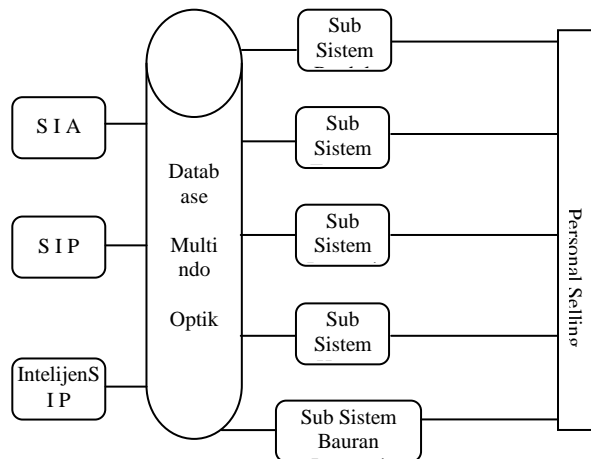 S I A
S I P
IntelijenS
I P
Datab
ase
Multi
ndo
Optik
Sub
Sistem
Sub
Sistem
Sub
Sistem
Sub
Sistem
Sub Sistem
Bauran
Personal Selling